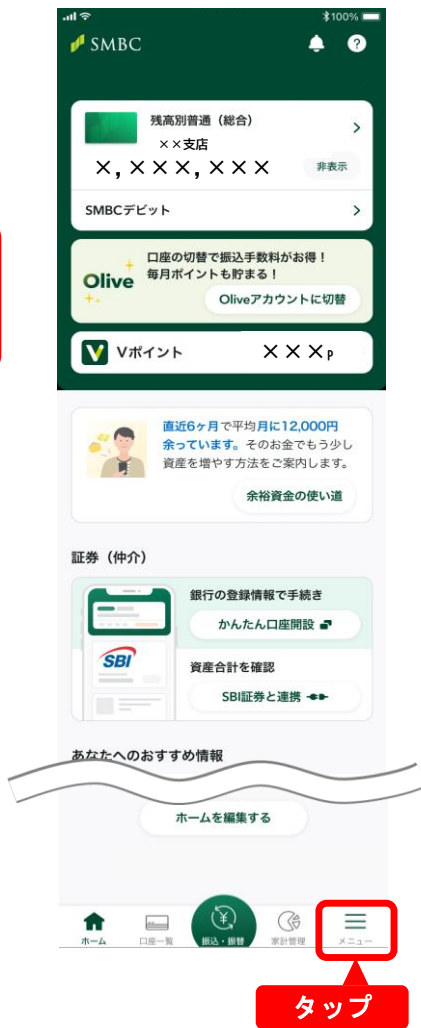 100%
SMBC
残高別普通（総合）
××支店
×,×××,×××
非表示
SMBCデビット
口座の切替で振込手数料がお得！
毎月ポイントも貯まる！
Olive
Oliveアカウントに切替
V Vポイント
×××p
直近6ヶ月で平均月に12,000円
余っています。そのお金でもう少し
資産を増やす方法をご案内します。
余裕資金の使い道
証券（仲介）
銀行の登録情報で手続き
かんたん口座開設
SBI
資産合計を確認
SBI証券と連携
あなたへのおすすめ情報
ホームを編集する
ホーム
口座一覧
振込・振替
家計管理
メニュー
タップ